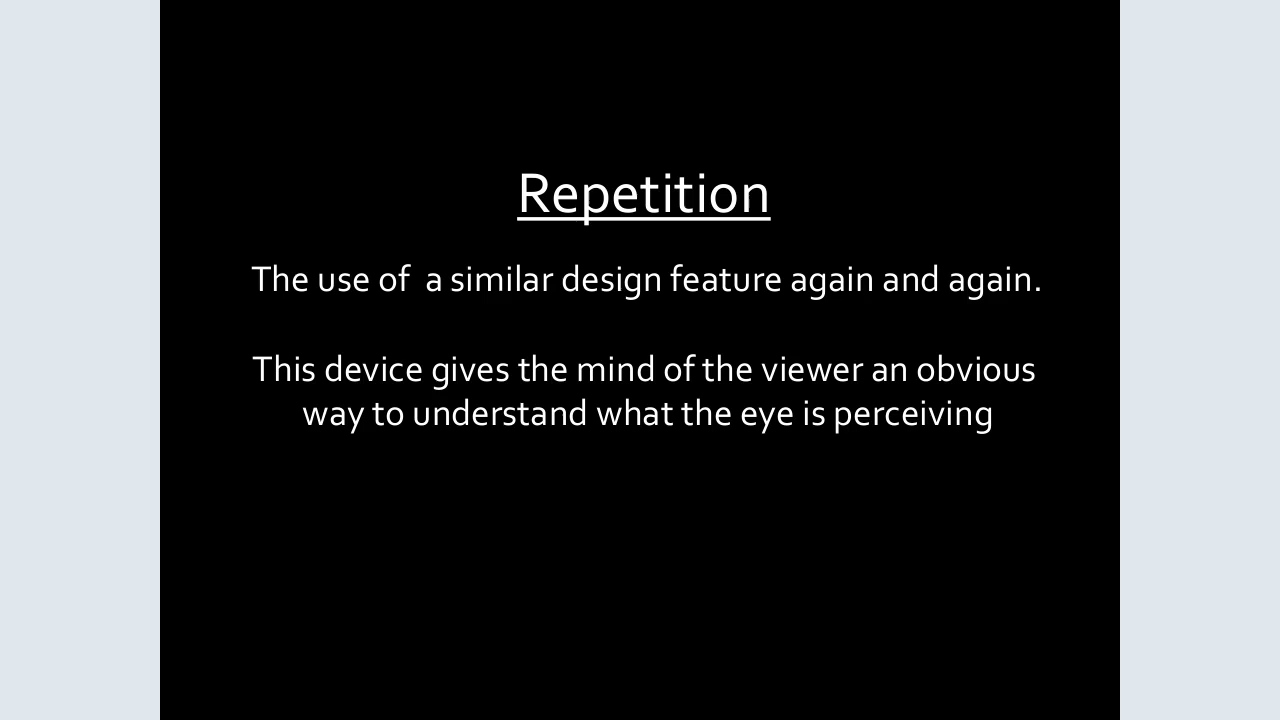 Repetition
The use of  a similar design feature again and again.
This device gives the mind of the viewer an obvious
way to understand what the eye is perceiving